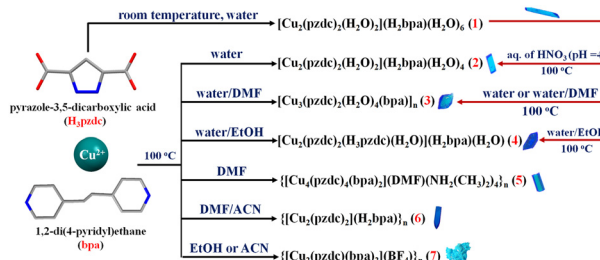 room temperature, water
[Cu2(pzdc)2(H2O)2](H2bpa)(H2O)6 (1)
water
[Cu2(pzdc)2(H2O)2](H2bpa)(H2O)4 (2)
aq. of HNO3 (pH
100 °C
pyrazole-3,5-dicarboxylic acid
(H3pzdc)
water/DMF
[Cu3(pzdc)2(H2O)4(bpa)]n (3)
water or water/DMF
100 °C
Cu2+
100 °C
water/EtOH
[Cu2(pzdc)2(H3pzdc)(H2O)](H2bpa)(H2O) (4)
water/EtOH
100 °C
DMF
{[Cu4(pzdc)4(bpa)2](DMF)(NH2(CH3)2)4}n (5)
DMF/ACN
{[Cu2(pzdc)2](H2bpa)}n (6)
1,2-di(4-pyridyl)ethane
(bpa)
EtOH or ACN
(7)